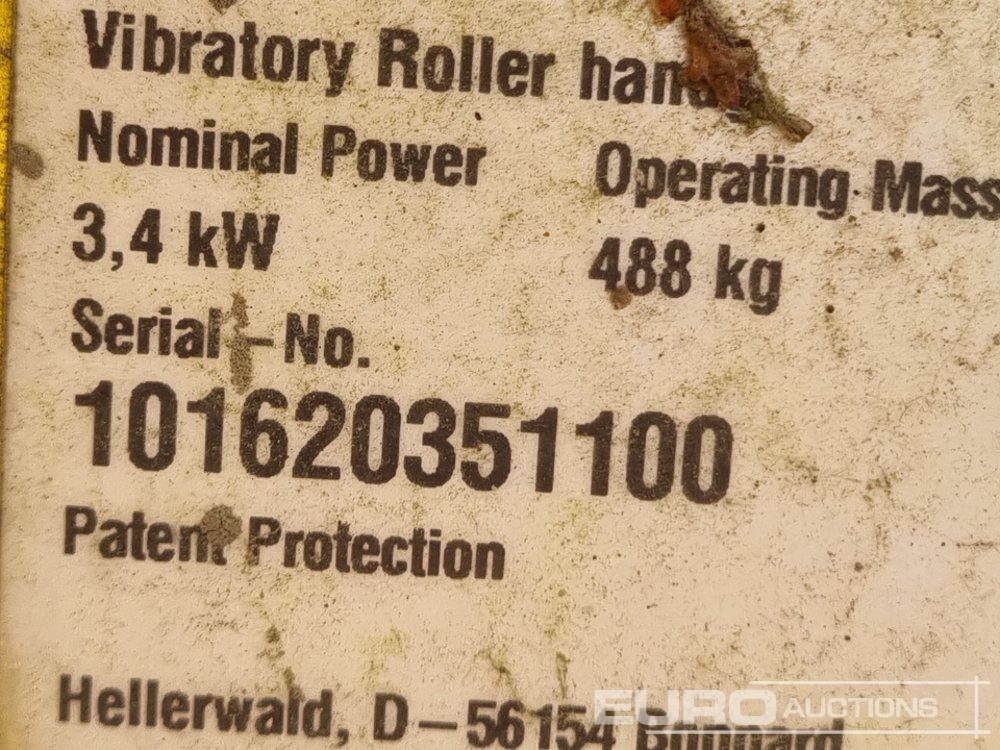 Vibratory Roller
Nominal Power Operating Mass
3,4 kW 488 kg
Serial-No.
101620351100
Patent Protection
Hellerwald, D-56154
EURO AUCTIONS